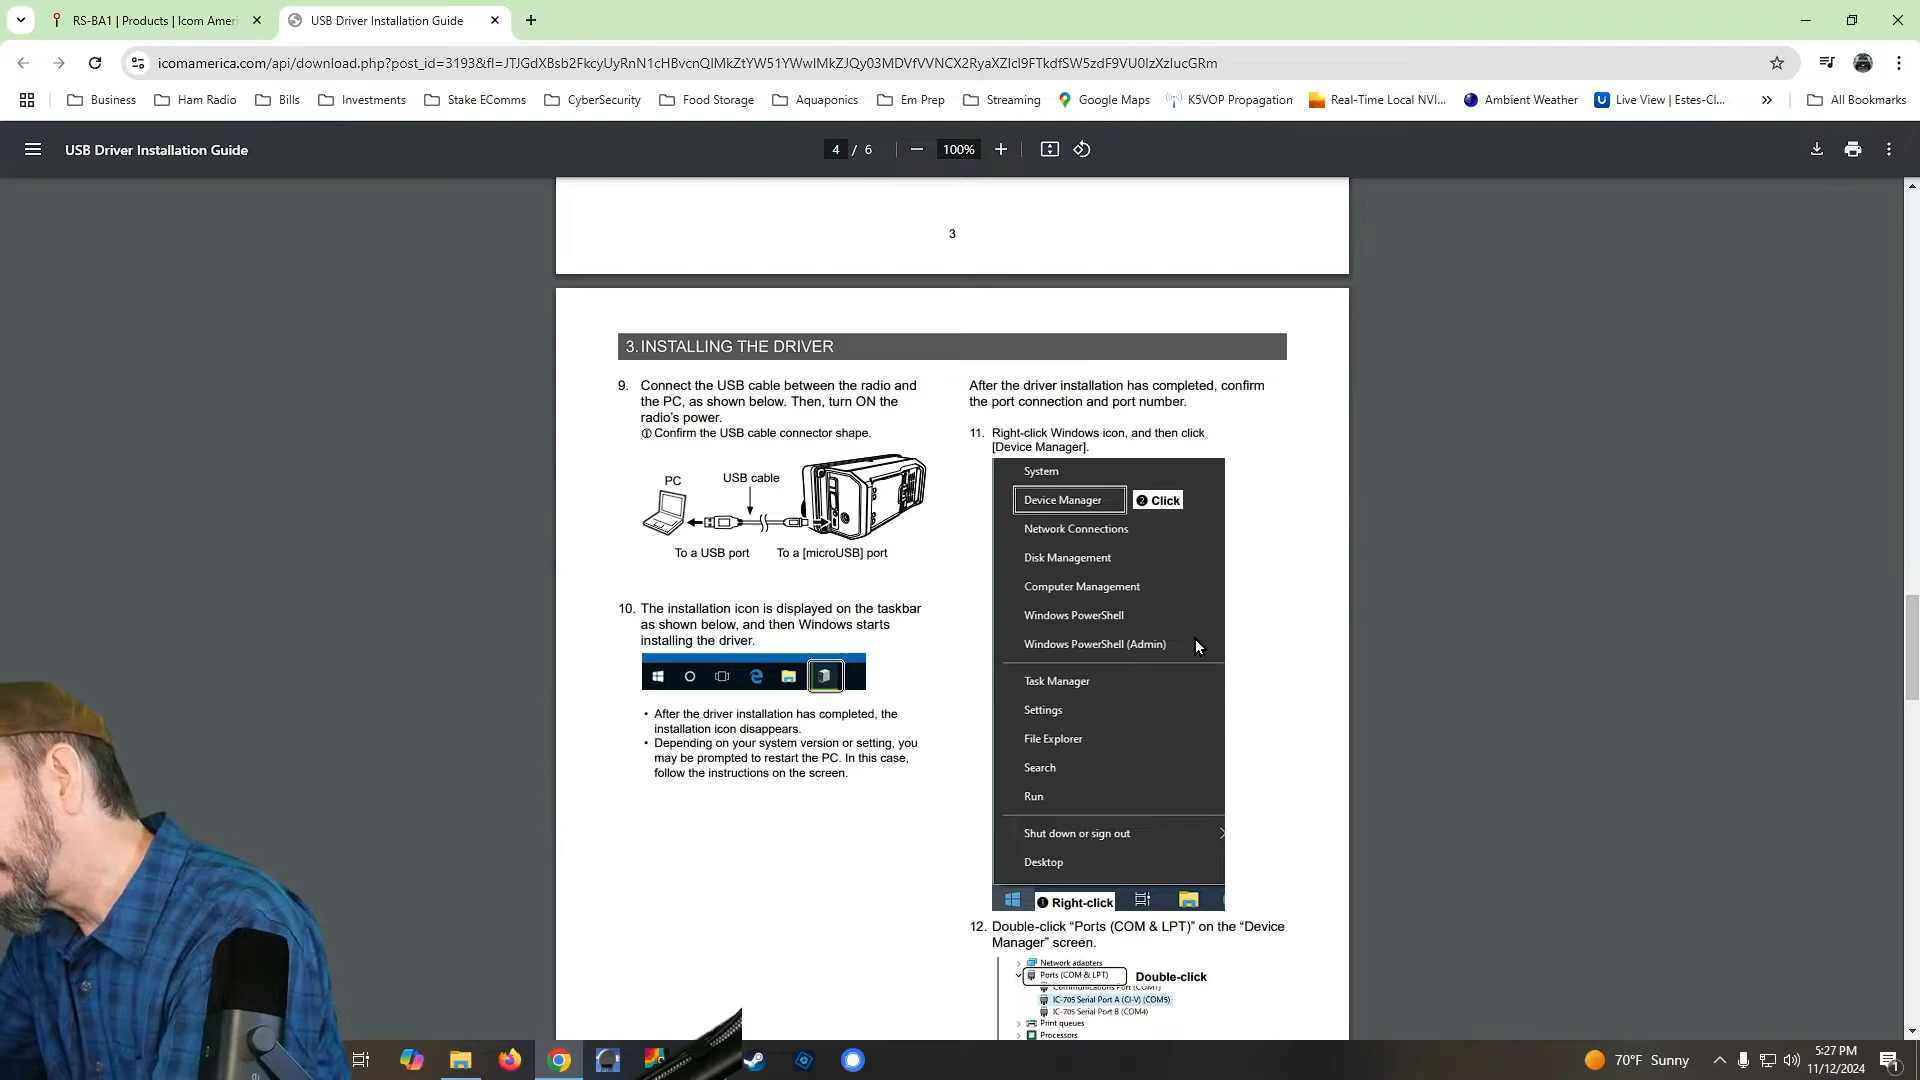 RS-BA1 | Products | Icom Ameri
USB Driver Installation Guide
icomamerica.com/api/download.php?post_id=3193&fl=JTJGdXBsb2FkcyUyRnN1cHBvcnQlMkZtYW51YWwlMkZJQy03MDVfVVNCX2RyaXZlcl9FTkdfSW5zdF9VU0IzXzIucGRm
Business
Ham Radio
Bills
Investments
Stake EComms
CyberSecurity
Food Storage
Aquaponics
Em Prep
Streaming
Google Maps
K5VOP Propagation
Real-Time Local NVI...
Ambient Weather
Live View | Estes-Cl...
All Bookmarks
USB Driver Installation Guide
4 / 6
100%
3
3. INSTALLING THE DRIVER
9. Connect the USB cable between the radio and
the PC, as shown below. Then, turn ON the
radio's power.
ⓘ Confirm the USB cable connector shape.
PC
USB cable
To a USB port
To a [microUSB] port
10. The installation icon is displayed on the taskbar
as shown below, and then Windows starts
installing the driver.
• After the driver installation has completed, the
installation icon disappears.
• Depending on your system version or setting, you
may be prompted to restart the PC. In this case,
follow the instructions on the screen.
After the driver installation has completed, confirm
the port connection and port number.
11. Right-click Windows icon, and then click
[Device Manager].
System
Device Manager
❷ Click
Network Connections
Disk Management
Computer Management
Windows PowerShell
Windows PowerShell (Admin)
Task Manager
Settings
File Explorer
Search
Run
Shut down or sign out
Desktop
❶ Right-click
12. Double-click “Ports (COM & LPT)” on the “Device
Manager” screen.
Network adapters
Ports (COM & LPT)
Double-click
Communications Port (COM1)
IC-705 Serial Port A (CI-V) (COM5)
IC-705 Serial Port B (COM4)
Print queues
Processors
70°F Sunny
5:27 PM
11/12/2024
1